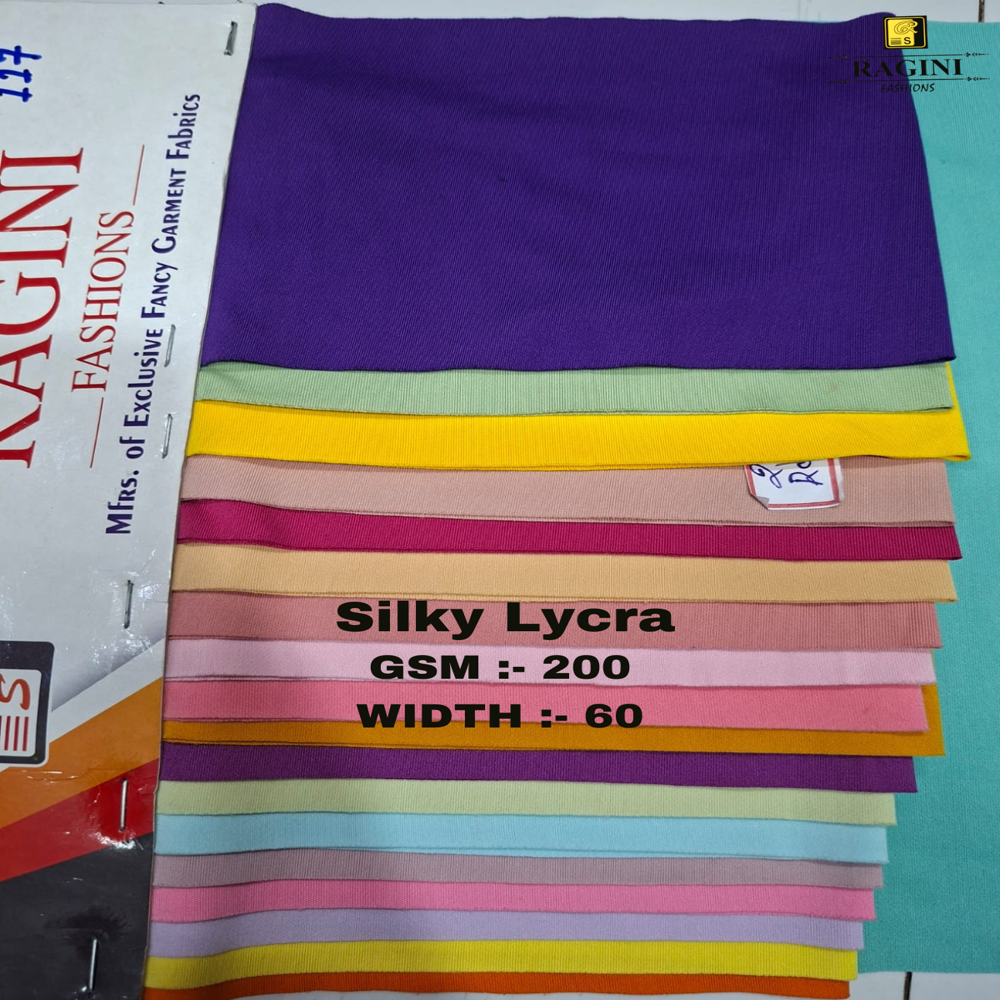 117
RAGINI
FASHIONS
Mfrs. of Exclusive Fancy Garment Fabrics
S
S
RAGINI
FASHIONS
Silky Lycra
GSM :- 200
WIDTH :- 60